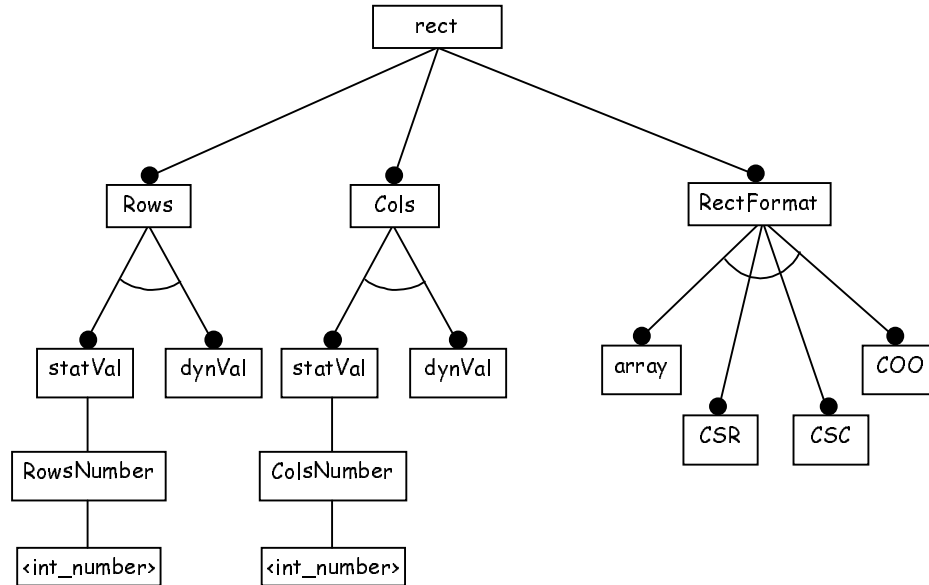 rect
Rows
Cols
RectFormat
statVal
dynVal
statVal
dynVal
array
COO
CSR
CSC
RowsNumber
ColsNumber
<int_number>
<int_number>